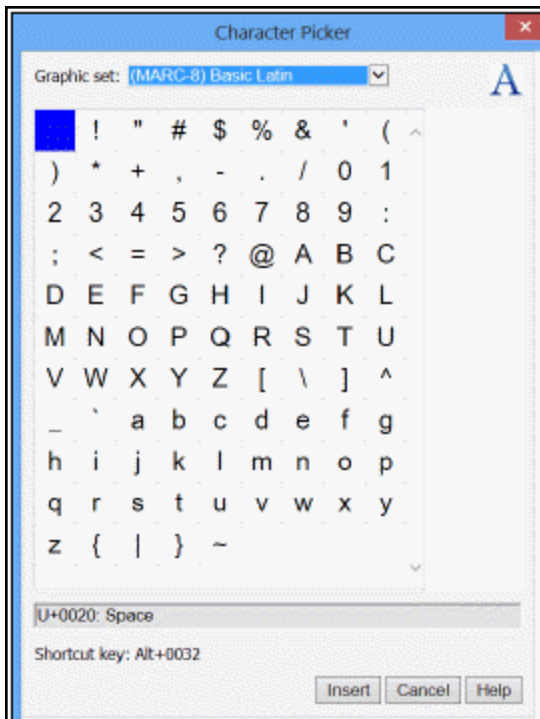 Character Picker
Graphic set: (MARC-8) Basic Latin
A
! " # $ % & ' (
) * + , - . / 0 1
2 3 4 5 6 7 8 9 :
; < = > ? @ A B C
D E F G H I J K L
M N O P Q R S T U
V W X Y Z [ \ ] ^
_ ` a b c d e f g
h i j k l m n o p
q r s t u v w x y
z { | } ~
U+0020: Space
Shortcut key: Alt+0032
Insert Cancel Help